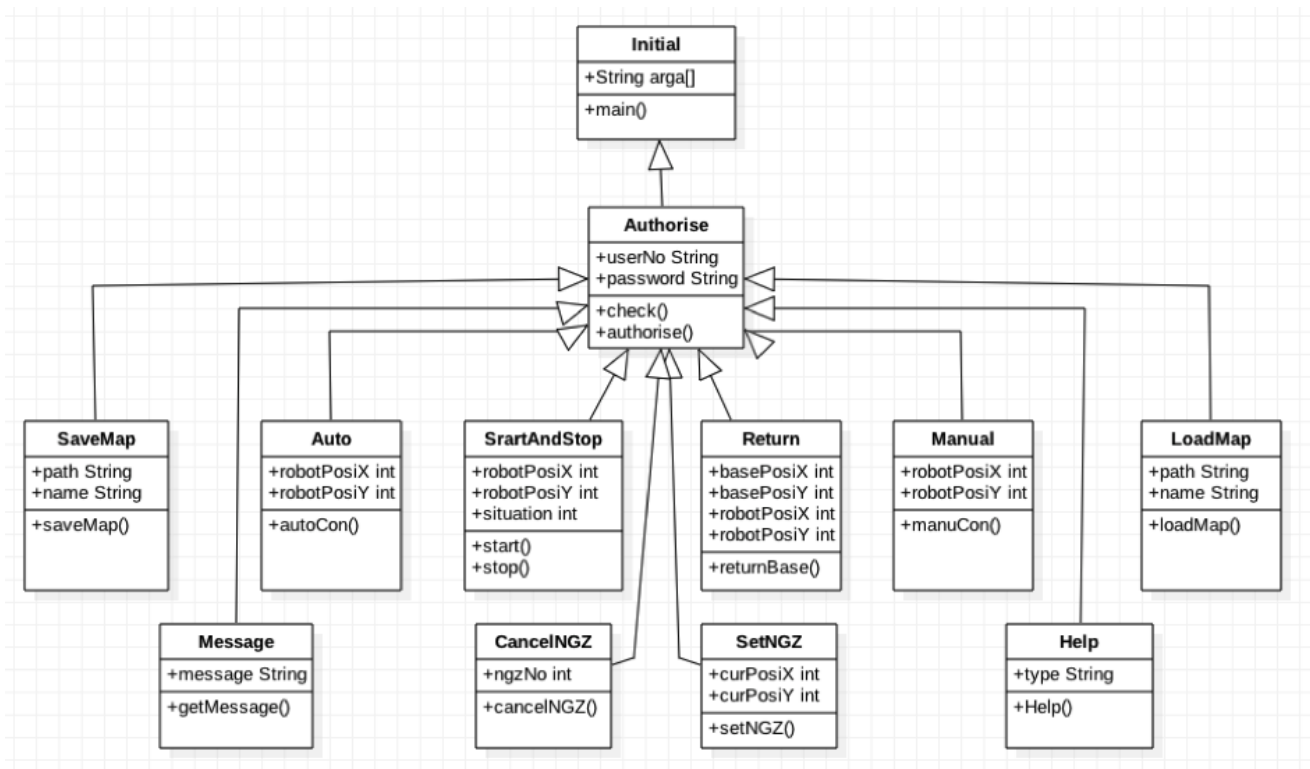 Initial
+String arga[]
+main()
Authorise
+userNo String
+password String
+check()
+authorise()
SaveMap
+path String
+name String
+saveMap()
Auto
+robotPosiX int
+robotPosiY int
+autoCon()
SrartAndStop
+robotPosiX int
+robotPosiY int
+situation int
+start()
+stop()
Return
+basePosiX int
+basePosiY int
+robotPosiX int
+robotPosiY int
+returnBase()
Manual
+robotPosiX int
+robotPosiY int
+manuCon()
LoadMap
+path String
+name String
+loadMap()
Message
+message String
+getMessage()
CancelNGZ
+ngzNo int
+cancelNGZ()
SetNGZ
+curPosiX int
+curPosiY int
+setNGZ()
Help
+type String
+Help()